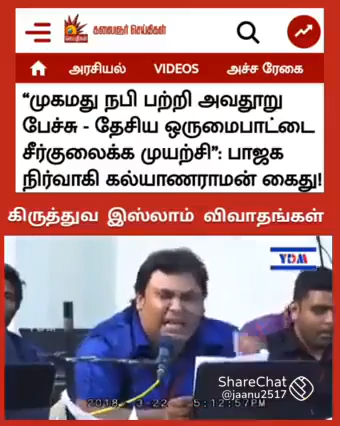 கலைஞர் செய்திகள்
அரசியல் VIDEOS அச்ச ரேகை
“முகமது நபி பற்றி அவதூறு
பேச்சு - தேசிய ஒருமைபாட்டை
சீர்குலைக்க முயற்சி”: பாஜக
நிர்வாகி கல்யாணராமன் கைது!
கிருத்துவ இஸ்லாம் விவாதங்கள்
YDM
ShareChat
@jaanu2517
2018-3-22 5:12:57PM